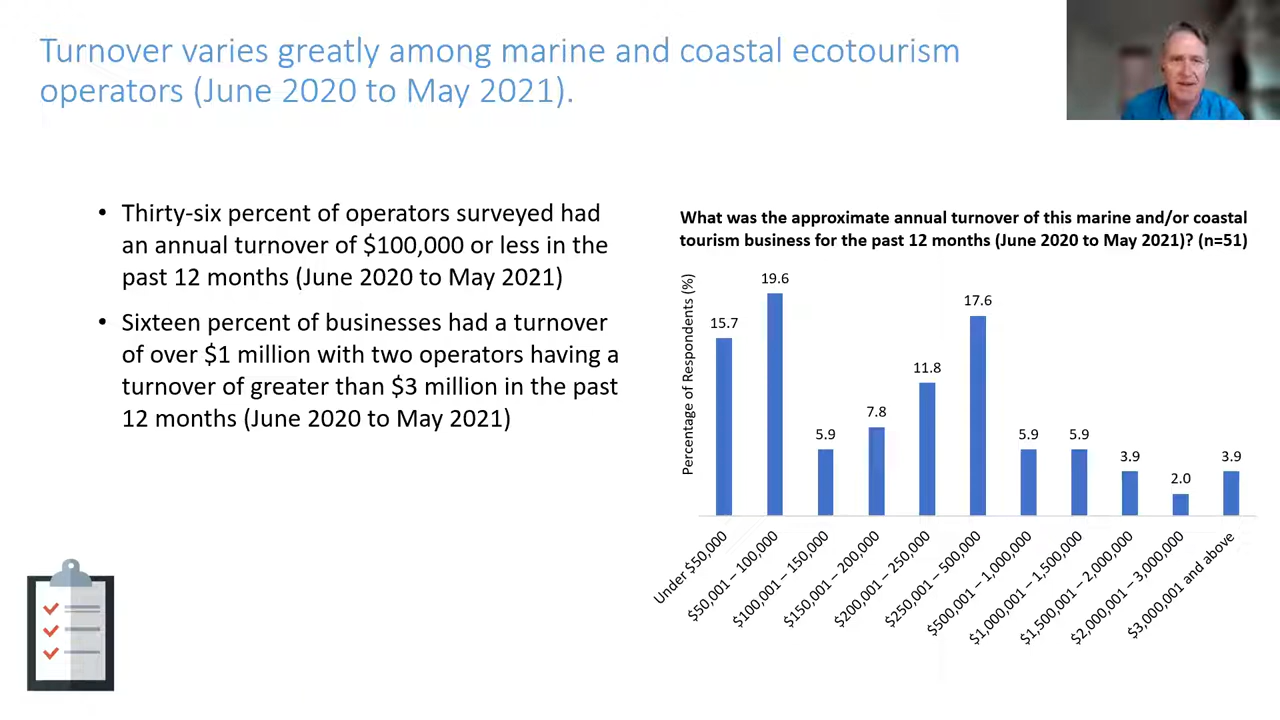 Turnover varies greatly among marine and coastal ecotourism
operators (June 2020 to May 2021).
• Thirty-six percent of operators surveyed had
an annual turnover of $100,000 or less in the
past 12 months (June 2020 to May 2021)
• Sixteen percent of businesses had a turnover
of over $1 million with two operators having a
turnover of greater than $3 million in the past
12 months (June 2020 to May 2021)
What was the approximate annual turnover of this marine and/or coastal
tourism business for the past 12 months (June 2020 to May 2021)? (n=51)
Percentage of Respondents (%)
15.7
19.6
5.9
7.8
11.8
17.6
5.9
5.9
3.9
2.0
3.9
Under $50,000
$50,001 – 100,000
$100,001 – 150,000
$150,001 – 200,000
$200,001 – 250,000
$250,001 – 500,000
$500,001 – 1,000,000
$1,000,001 – 1,500,000
$1,500,001 – 2,000,000
$2,000,001 – 3,000,000
$3,000,001 and above